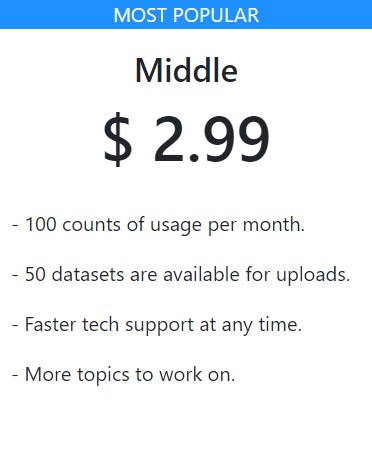 MOST POPULAR
Middle
$ 2.99
- 100 counts of usage per month.
- 50 datasets are available for uploads.
- Faster tech support at any time.
- More topics to work on.